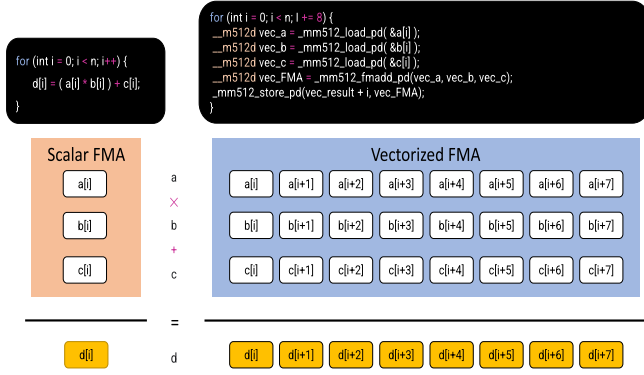 for (int i = 0; i < n; i++) {
d[i] = ( a[i] * b[i] ) + c[i];
}
for (int i = 0; i < n; I += 8) {
__m512d vec_a = _mm512_load_pd( &a[i] );
__m512d vec_b = _mm512_load_pd( &b[i] );
__m512d vec_c = _mm512_load_pd( &c[i] );
__m512d vec_FMA = _mm512_fmadd_pd(vec_a, vec_b, vec_c);
_mm512_store_pd(vec_result + i, vec_FMA);
}
Scalar FMA
Vectorized FMA
a[i] a a[i] a[i+1] a[i+2] a[i+3] a[i+4] a[i+5] a[i+6] a[i+7]
×
b[i] b b[i] b[i+1] b[i+2] b[i+3] b[i+4] b[i+5] b[i+6] b[i+7]
+
c[i] c c[i] c[i+1] c[i+2] c[i+3] c[i+4] c[i+5] c[i+6] c[i+7]
=
d[i] d d[i] d[i+1] d[i+2] d[i+3] d[i+4] d[i+5] d[i+6] d[i+7]